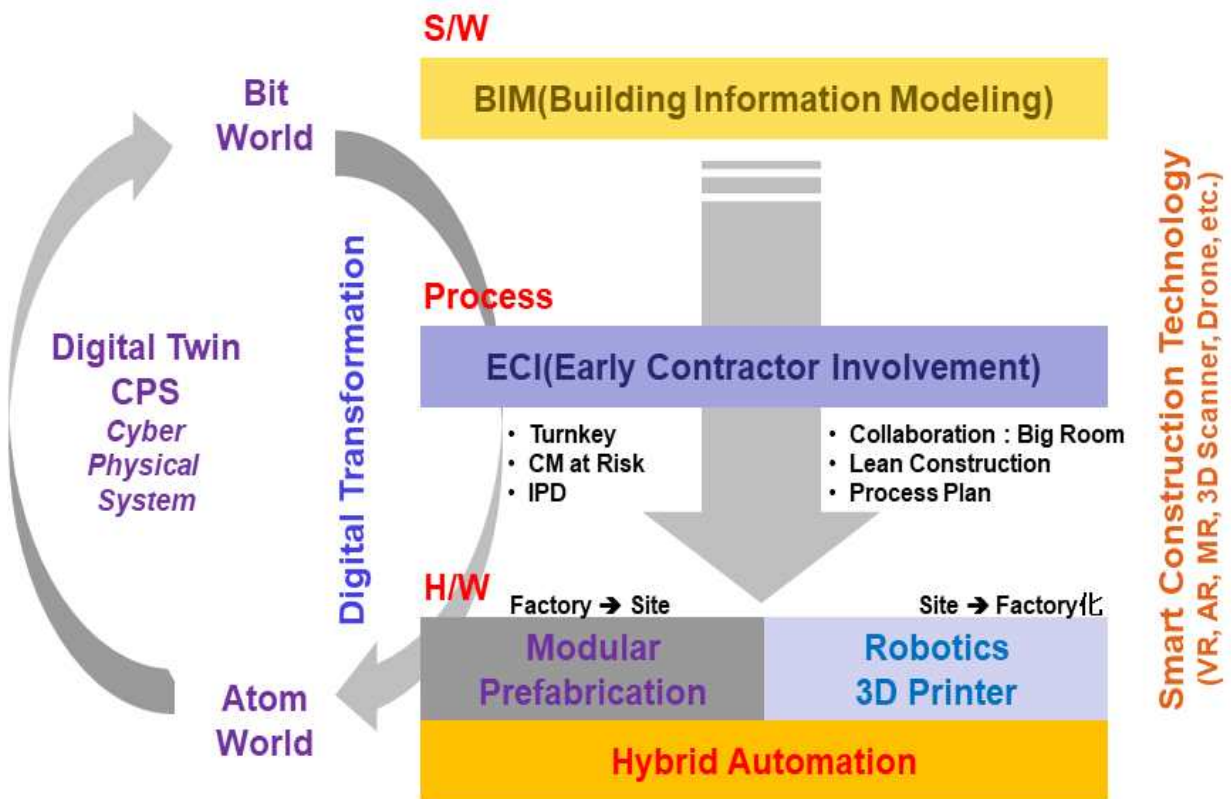 S/W
BIM(Building Information Modeling)
Bit
World
Digital Transformation
Digital Twin
CPS
Cyber
Physical
System
Atom
World
Process
ECI(Early Contractor Involvement)
• Turnkey
• CM at Risk
• IPD
• Collaboration : Big Room
• Lean Construction
• Process Plan
H/W
Factory ➔ Site
Site ➔ Factory化
Modular
Prefabrication
Robotics
3D Printer
Hybrid Automation
Smart Construction Technology
(VR, AR, MR, 3D Scanner, Drone, etc.)